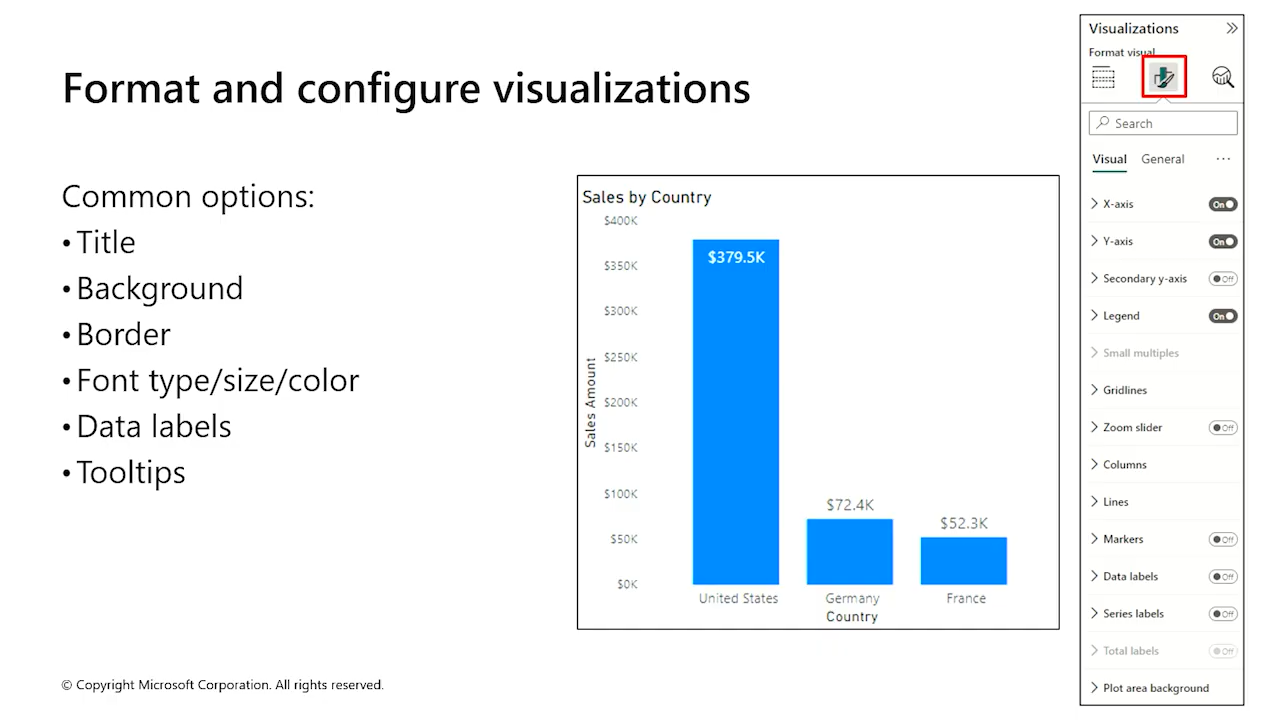 Format and configure visualizations
Common options:
• Title
• Background
• Border
• Font type/size/color
• Data labels
• Tooltips
Sales by Country
$400K
$350K
$300K
$250K
$200K
$150K
$100K
$50K
$0K
Sales Amount
$379.5K
$72.4K
$52.3K
United States
Germany
France
Country
Visualizations
Format visual
Search
Visual General ...
X-axis On
Y-axis On
Secondary y-axis Off
Legend On
Small multiples
Gridlines
Zoom slider Off
Columns
Lines
Markers Off
Data labels Off
Series labels Off
Total labels Off
Plot area background
© Copyright Microsoft Corporation. All rights reserved.